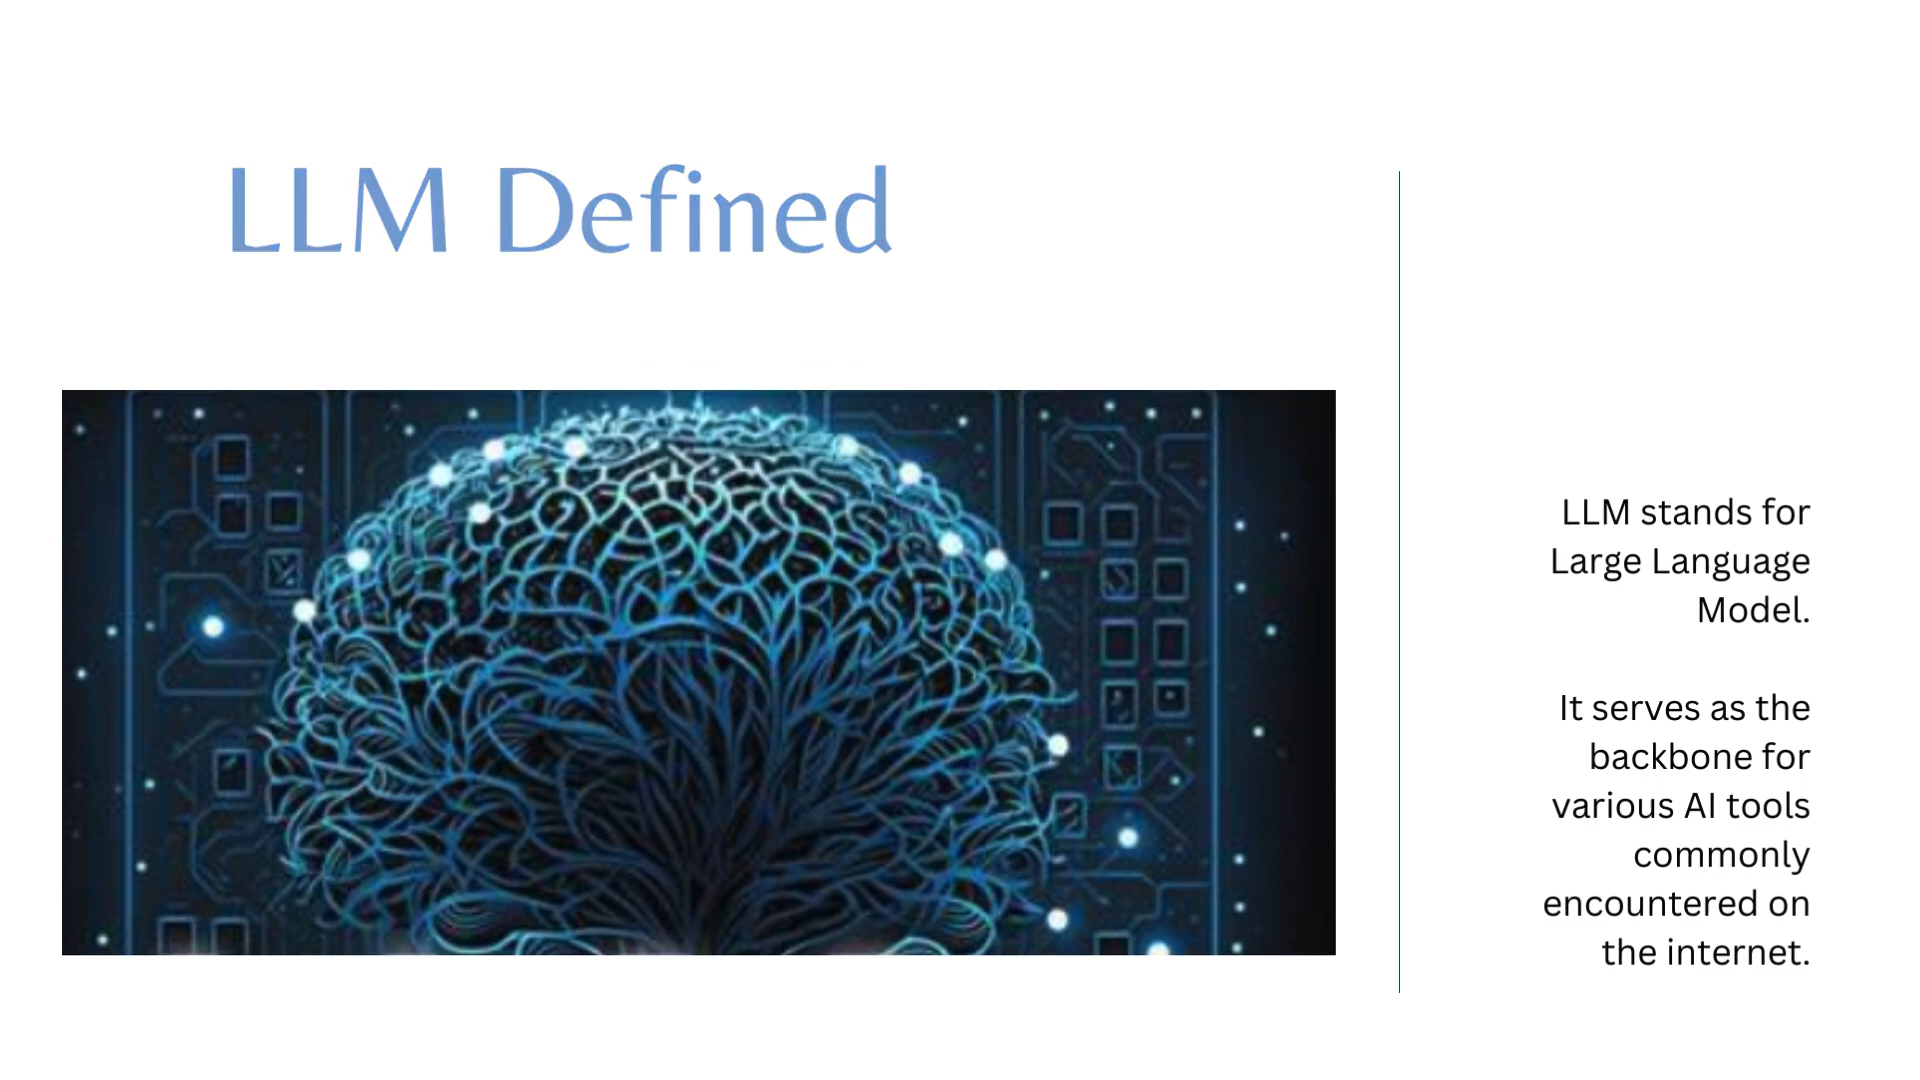 LLM Defined
LLM stands for
Large Language
Model.
It serves as the
backbone for
various AI tools
commonly
encountered on
the internet.